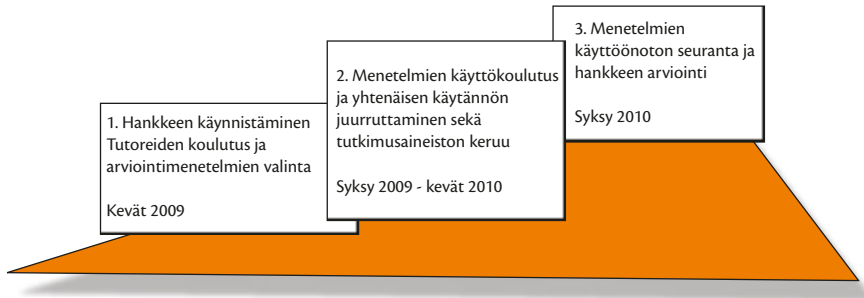 1. Hankkeen käynnistäminen
Tutoreiden koulutus ja
arviointimenetelmien valinta
Kevät 2009
2. Menetelmien käyttökoulutus
ja yhtenäisen käytännön
juurruttaminen sekä
tutkimusaineiston keruu
Syksy 2009 - kevät 2010
3. Menetelmien
käyttöönoton seuranta ja
hankkeen arviointi
Syksy 2010